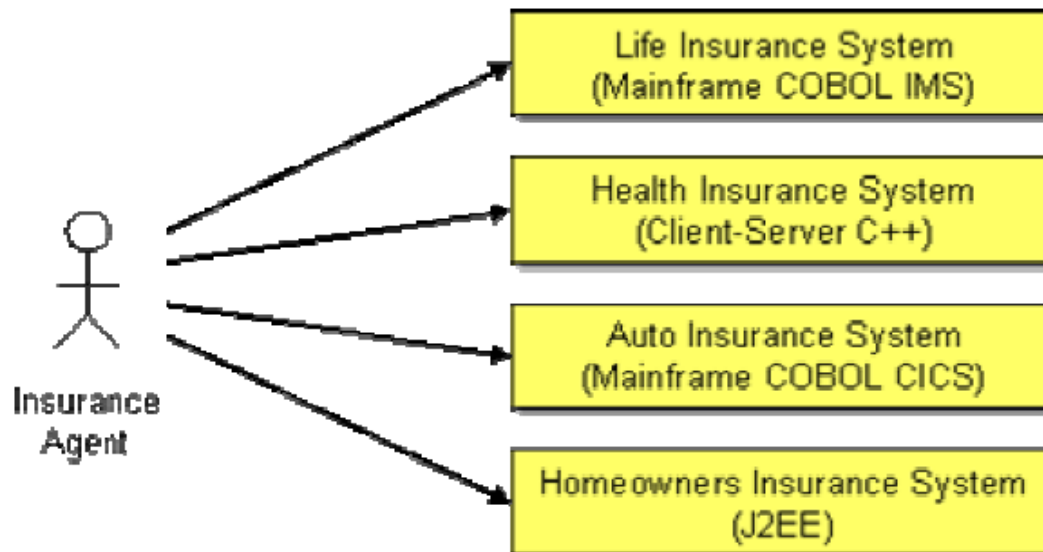 Life Insurance System
(Mainframe COBOL IMS)
Health Insurance System
(Client-Server C++)
Auto Insurance System
(Mainframe COBOL CICS)
Homeowners Insurance System
(J2EE)
Insurance
Agent